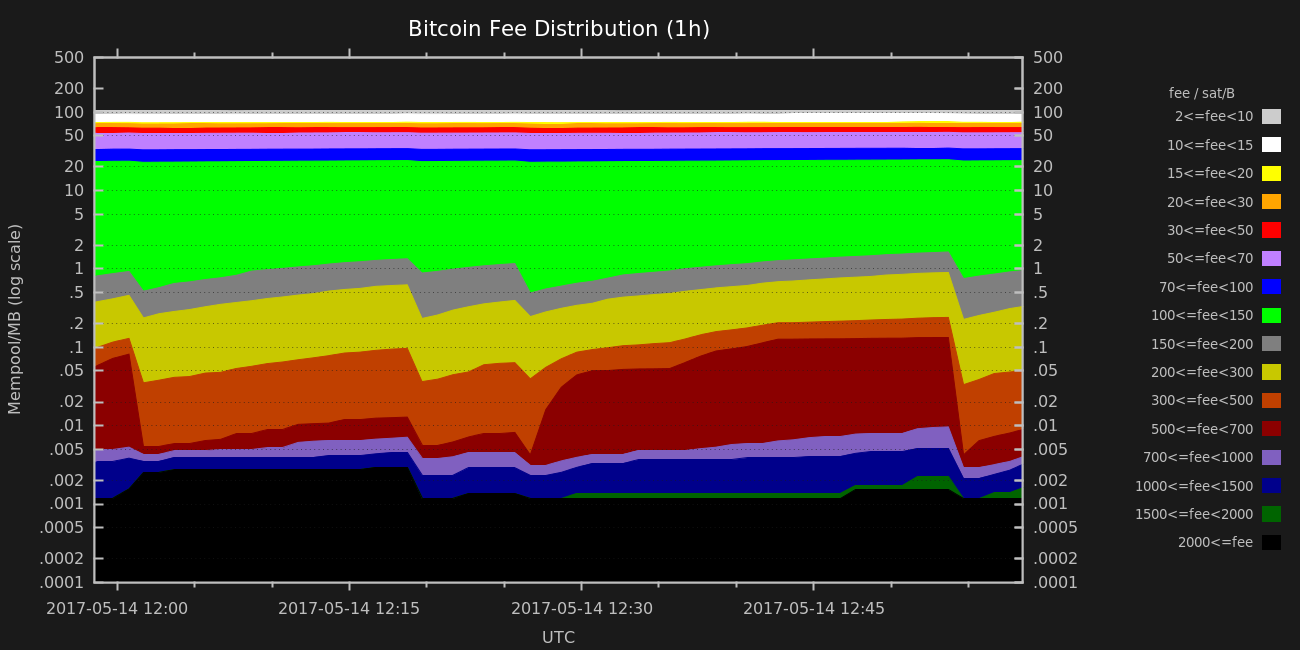 Bitcoin Fee Distribution (1h)
500
200
100
50
20
10
5
2
1
.5
.2
.1
.05
.02
.01
.005
.002
.001
.0005
.0002
.0001
Mempool/MB (log scale)
500
200
100
50
20
10
5
2
1
.5
.2
.1
.05
.02
.01
.005
.002
.001
.0005
.0002
.0001
2017-05-14 12:00
2017-05-14 12:15
2017-05-14 12:30
2017-05-14 12:45
UTC
fee / sat/B
2<=fee<10
10<=fee<15
15<=fee<20
20<=fee<30
30<=fee<50
50<=fee<70
70<=fee<100
100<=fee<150
150<=fee<200
200<=fee<300
300<=fee<500
500<=fee<700
700<=fee<1000
1000<=fee<1500
1500<=fee<2000
2000<=fee